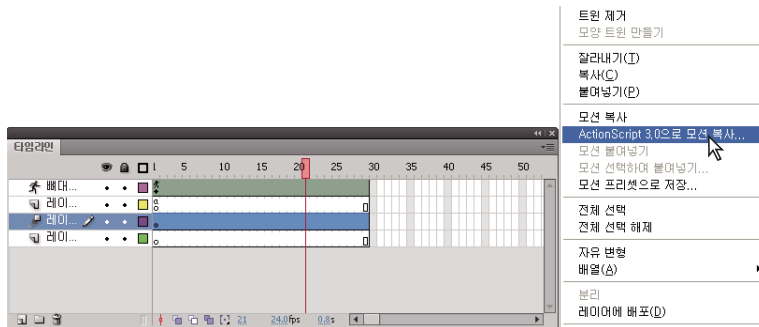 타임라인
1 5 10 15 20 25 30 35 40 45 50
뼈대...
레이...
레이...
레이...
21 24.0fps 0.8s
트윈 제거
모양 트윈 만들기
잘라내기(T)
복사(C)
붙여넣기(P)
모션 복사
ActionScript 3.0으로 모션 복사...
모션 붙여넣기
모션 선택하여 붙여넣기...
모션 프리셋으로 저장...
전체 선택
전체 선택 해제
자유 변형
배열(A)
분리
레이어에 배포(D)